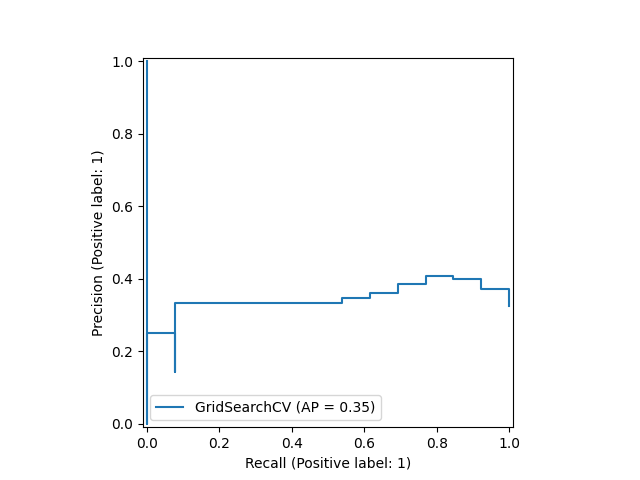 1.0
0.8
0.6
0.4
0.2
0.0
Precision (Positive label: 1)
GridSearchCV (AP = 0.35)
0.0 0.2 0.4 0.6 0.8 1.0
Recall (Positive label: 1)